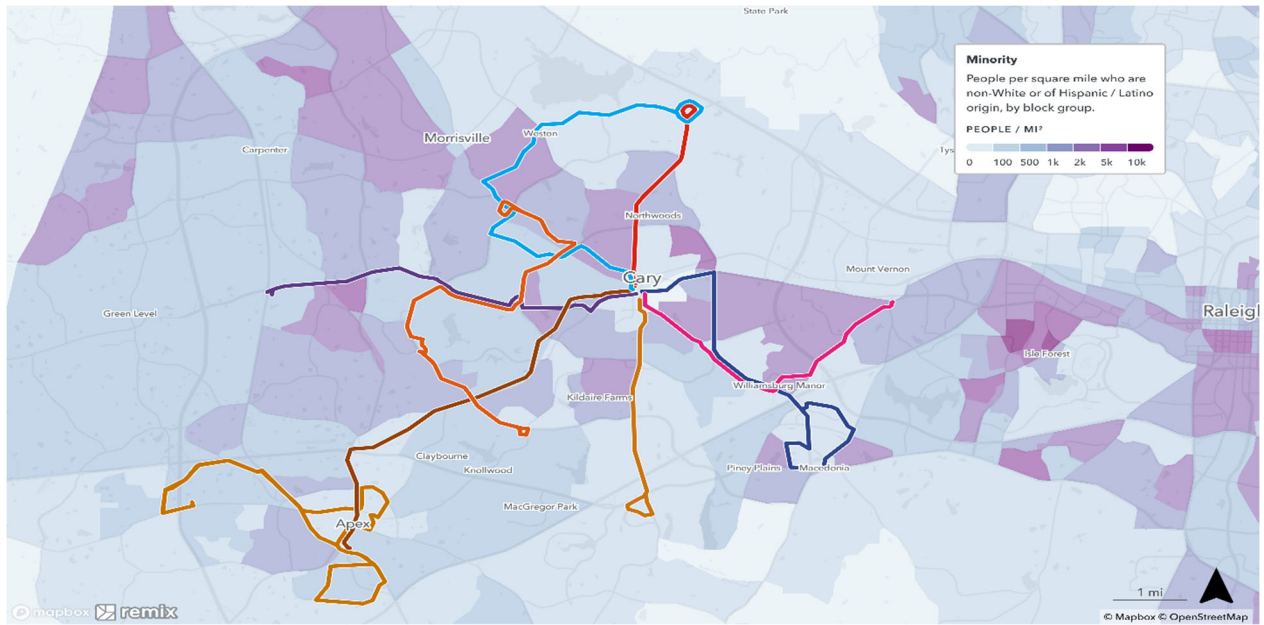 State Park
Minority
People per square mile who are
non-White or of Hispanic / Latino
origin, by block group.
PEOPLE / MI²
0 100 500 1k 2k 5k 10k
Tys
Weston
Morrisville
Carpenter
Northwoods
Mount Vernon
Cary
Green Level
Raleigl
Isle Forest
Williamsburg Manor
Kildaire Farms
Claybourne
Knollwood
Piney Plains
Macedonia
MacGregor Park
Apex
1 mi
mapbox remix
© Mapbox © OpenStreetMap